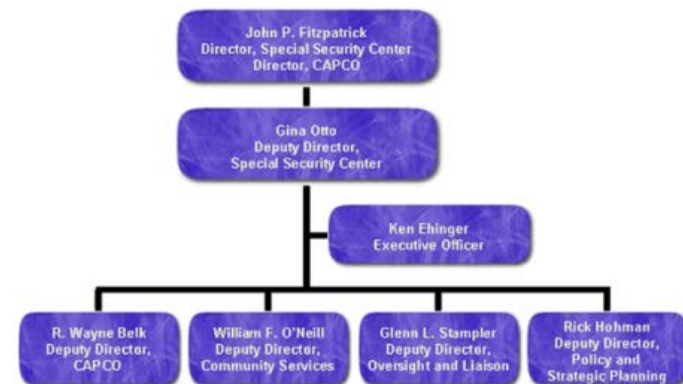 John P. Fitzpatrick
Director, Special Security Center
Director, CAPCO
Gina Otto
Deputy Director,
Special Security Center
Ken Ehinger
Executive Officer
R. Wayne Belk
Deputy Director,
CAPCO
William F. O'Neill
Deputy Director,
Community Services
Glenn L. Stampler
Deputy Director,
Oversight and Liaison
Rick Hohman
Deputy Director,
Policy and
Strategic Planning